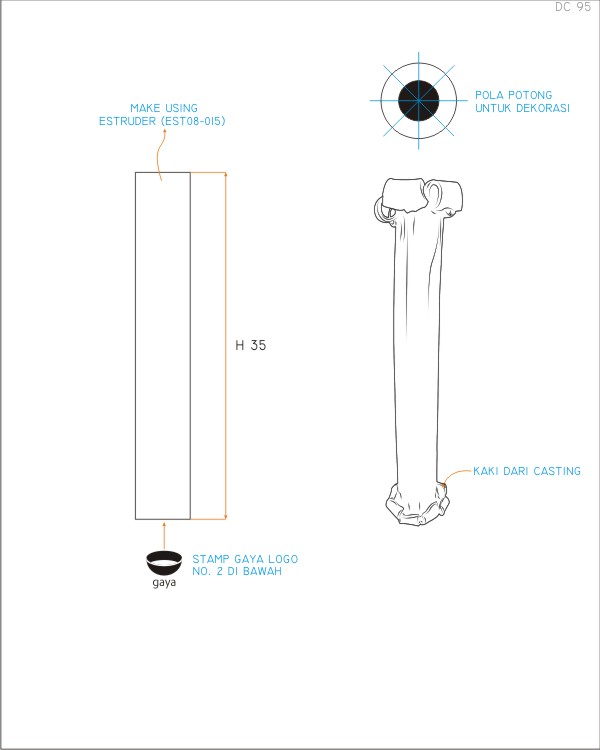 DC 95
POLA POTONG
UNTUK DEKORASI
MAKE USING
ESTRUDER (EST08-015)
H 35
KAKI DARI CASTING
STAMP GAYA LOGO
NO. 2 DI BAWAH
gaya